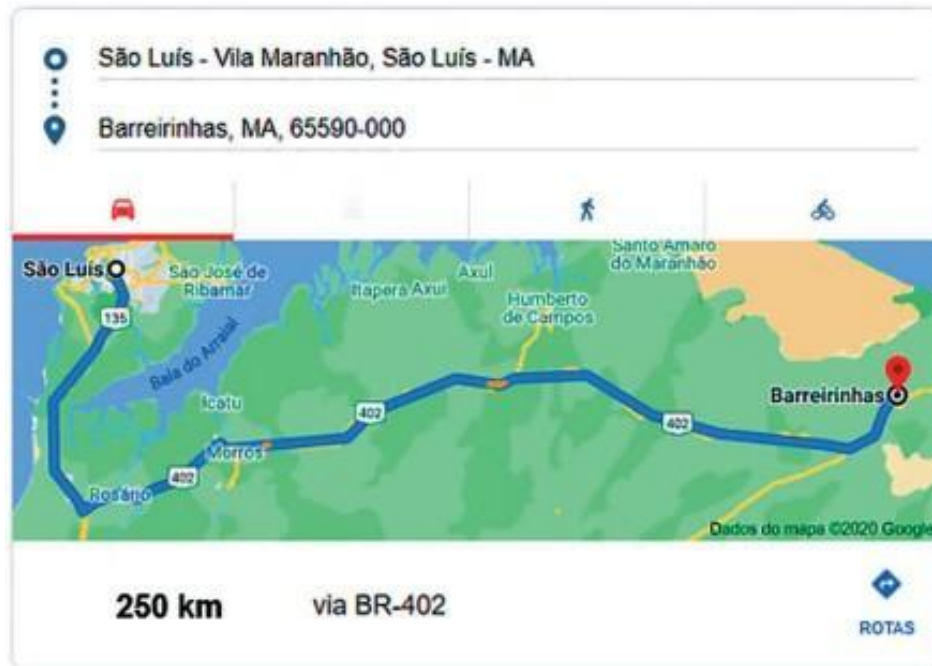 São Luís - Vila Maranhão, São Luís - MA
Barreirinhas, MA, 65590-000
São Luís
São José de
Ribamar
Itapera
Axuí
Axuí
Santo Amaro
do Maranhão
Humberto
de Campos
135
Baía do Arraial
Icatu
402
Barreirinhas
402
Morros
402
Rosário
Dados do mapa ©2020 Google
250 km
via BR-402
ROTAS